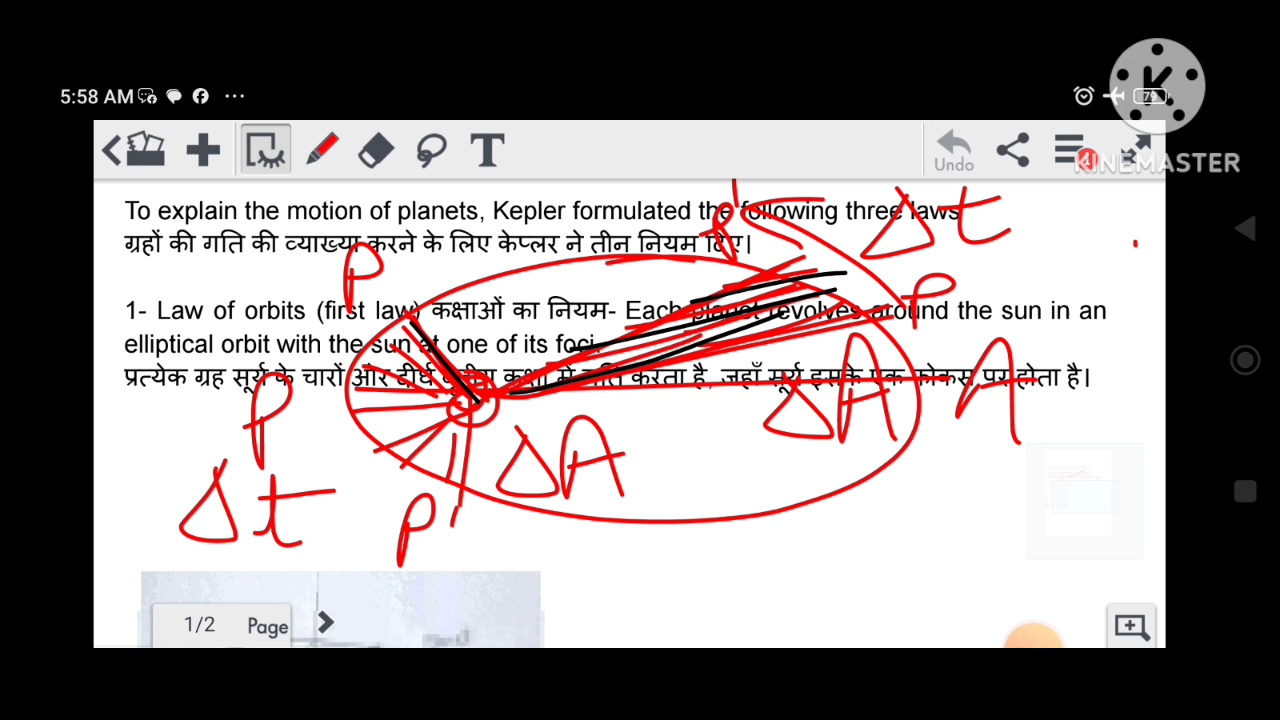 5:58 AM
79
KINEMASTER
Undo
To explain the motion of planets, Kepler formulated the following three laws
ग्रहों की गति की व्याख्या करने के लिए केप्लर ने तीन नियम दिए।
1- Law of orbits (first law) कक्षाओं का नियम- Each planet revolves around the sun in an
elliptical orbit with the sun at one of its foci.
प्रत्येक ग्रह सूर्य के चारों ओर दीर्घ कक्षा में गति करता है, जहाँ सूर्य इसके एक फोकस पर होता है।
P
P'
Δt
P
P
ΔA
ΔA
A
Δt
P'
1/2 Page